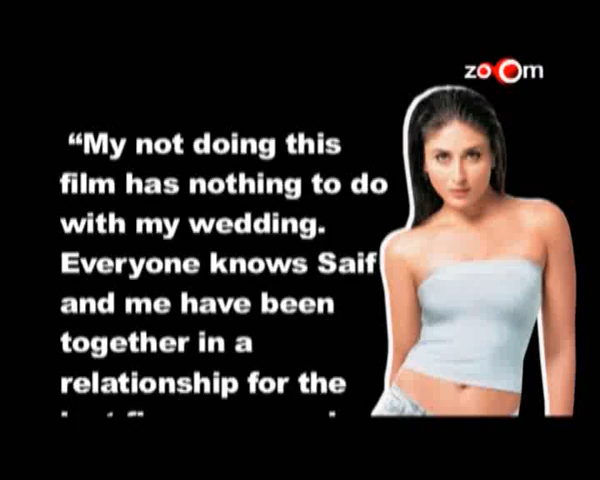 zoom
“My not doing this
film has nothing to do
with my wedding.
Everyone knows Saif
and me have been
together in a
relationship for the